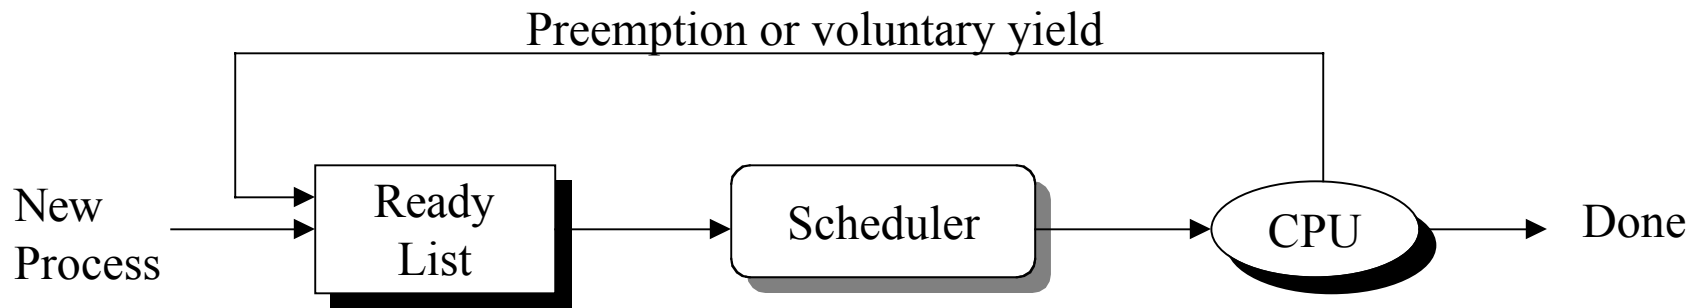 Preemption or voluntary yield
New
Process
Ready
List
Scheduler
CPU
Done